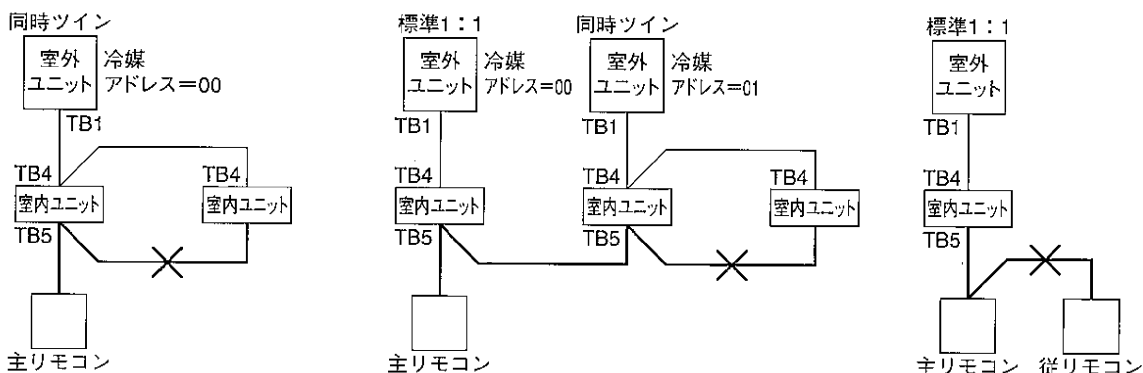 同時ツイン
室外
ユニット
冷媒
アドレス=00
TB1
TB4
TB4
室内ユニット
室内ユニット
TB5
主リモコン
標準1:1
室外
ユニット
冷媒
アドレス=00
TB1
TB4
室内ユニット
TB5
主リモコン
同時ツイン
室外
ユニット
冷媒
アドレス=01
TB1
TB4
TB4
室内ユニット
室内ユニット
TB5
標準1:1
室外
ユニット
TB1
TB4
室内ユニット
TB5
主リモコン
従リモコン